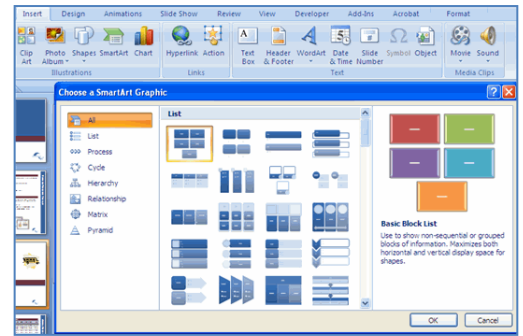 Insert Design Animations Slide Show Review View Developer Add-Ins Acrobat Format
Clip Art Photo Album Shapes SmartArt Chart Hyperlink Action Text Box Header & Footer WordArt Date & Time Slide Number Symbol Object Movie Sound
Illustrations Links Text Media Clips
Choose a SmartArt Graphic
All
List
Process
Cycle
Hierarchy
Relationship
Matrix
Pyramid
List
Basic Block List
Use to show non-sequential or grouped
blocks of information. Maximizes both
horizontal and vertical display space for
shapes.
OK Cancel